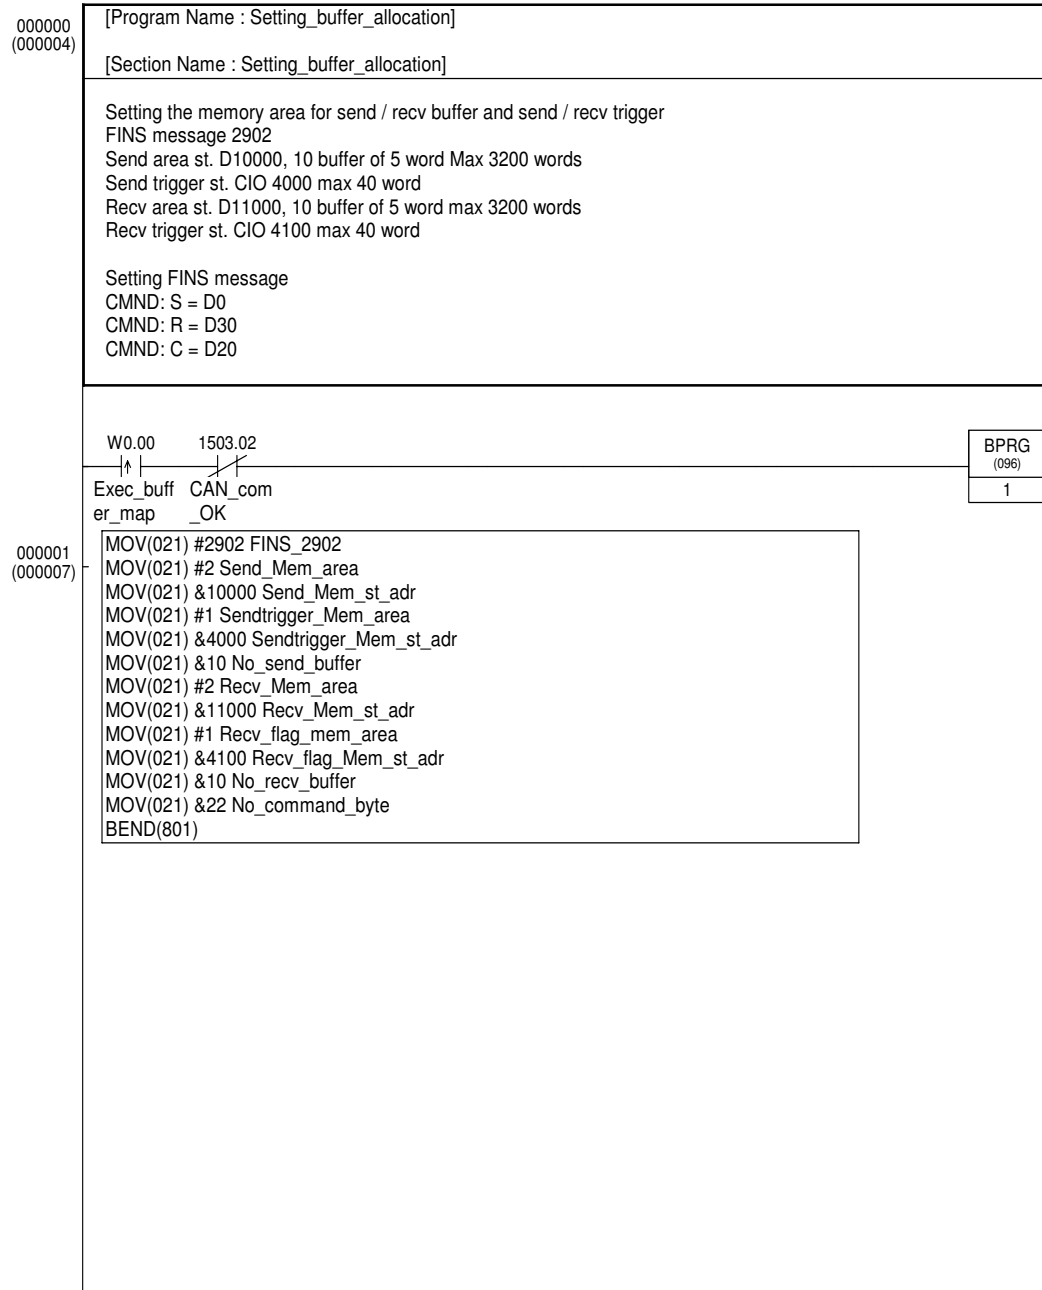 000000
(000004)
[Program Name : Setting_buffer_allocation]
[Section Name : Setting_buffer_allocation]
Setting the memory area for send / recv buffer and send / recv trigger
FINS message 2902
Send area st. D10000, 10 buffer of 5 word Max 3200 words
Send trigger st. CIO 4000 max 40 word
Recv area st. D11000, 10 buffer of 5 word max 3200 words
Recv trigger st. CIO 4100 max 40 word
Setting FINS message
CMND: S = D0
CMND: R = D30
CMND: C = D20
W0.00 1503.02
Exec_buff CAN_com
er_map _OK
BPRG
(096)
1
000001
(000007)
MOV(021) #2902 FINS_2902
MOV(021) #2 Send_Mem_area
MOV(021) &10000 Send_Mem_st_adr
MOV(021) #1 Sendtrigger_Mem_area
MOV(021) &4000 Sendtrigger_Mem_st_adr
MOV(021) &10 No_send_buffer
MOV(021) #2 Recv_Mem_area
MOV(021) &11000 Recv_Mem_st_adr
MOV(021) #1 Recv_flag_mem_area
MOV(021) &4100 Recv_flag_Mem_st_adr
MOV(021) &10 No_recv_buffer
MOV(021) &22 No_command_byte
BEND(801)